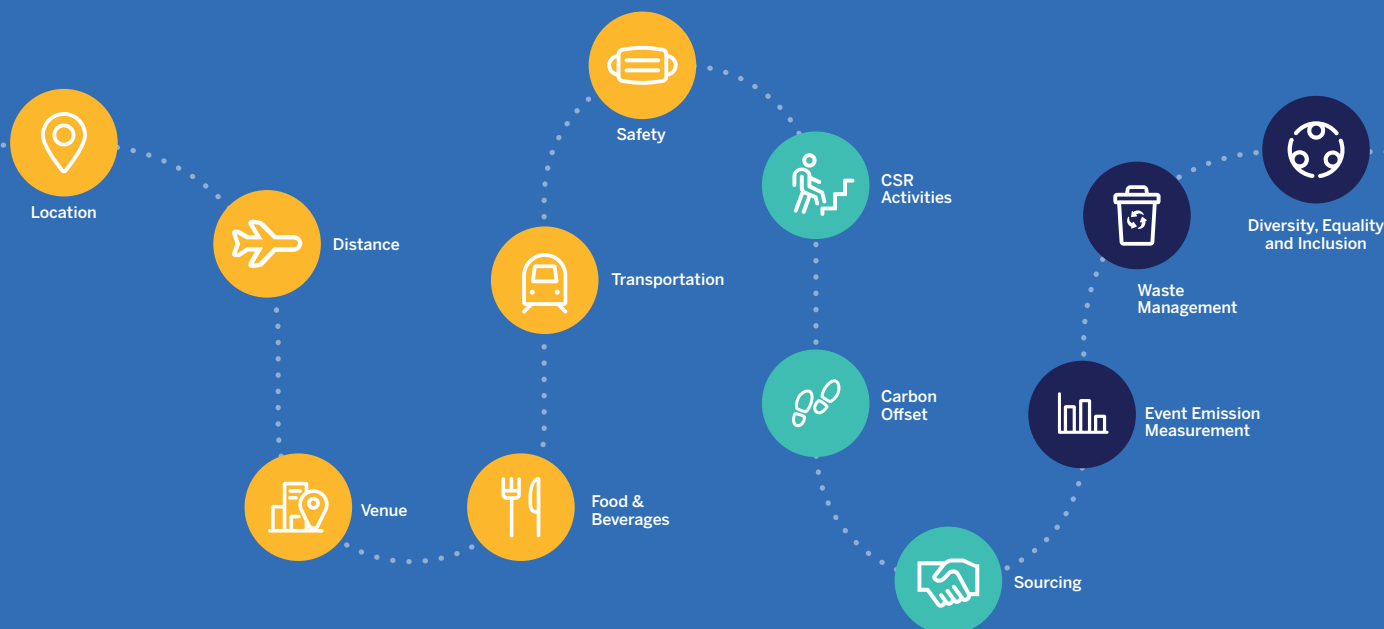 Location
Distance
Venue
Food &
Beverages
Transportation
Safety
CSR
Activities
Carbon
Offset
Sourcing
Event Emission
Measurement
Waste
Management
Diversity, Equality
and Inclusion